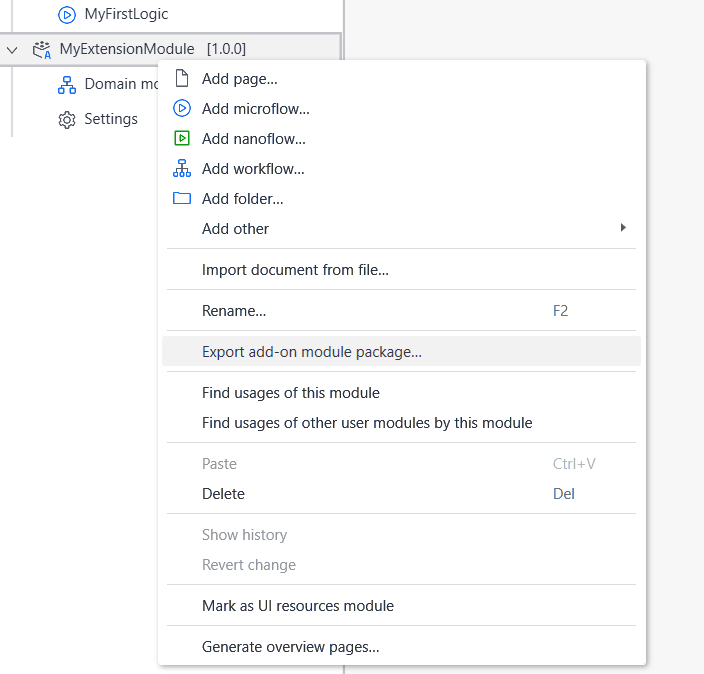 MyFirstLogic
MyExtensionModule [1.0.0]
Domain mo
Settings
Add page...
Add microflow...
Add nanoflow...
Add workflow...
Add folder...
Add other
Import document from file...
Rename... F2
Export add-on module package...
Find usages of this module
Find usages of other user modules by this module
Paste Ctrl+V
Delete Del
Show history
Revert change
Mark as UI resources module
Generate overview pages...